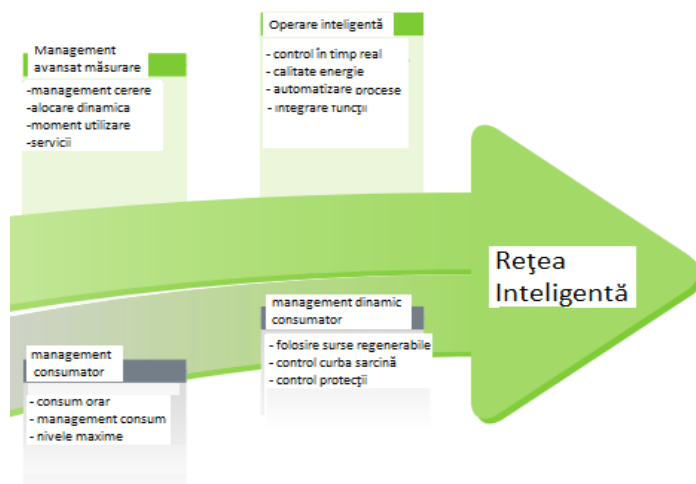 Management
avansat măsurare
-management cerere
-alocare dinamica
-moment utilizare
-servicii
Operare inteligentă
- control în timp real
- calitate energie
- automatizare procese
- integrare funcții
Reţea
Inteligentă
management
consumator
- consum orar
- management consum
- nivele maxime
management dinamic
consumator
- folosire surse regenerabile
- control curba sarcină
- control protecții